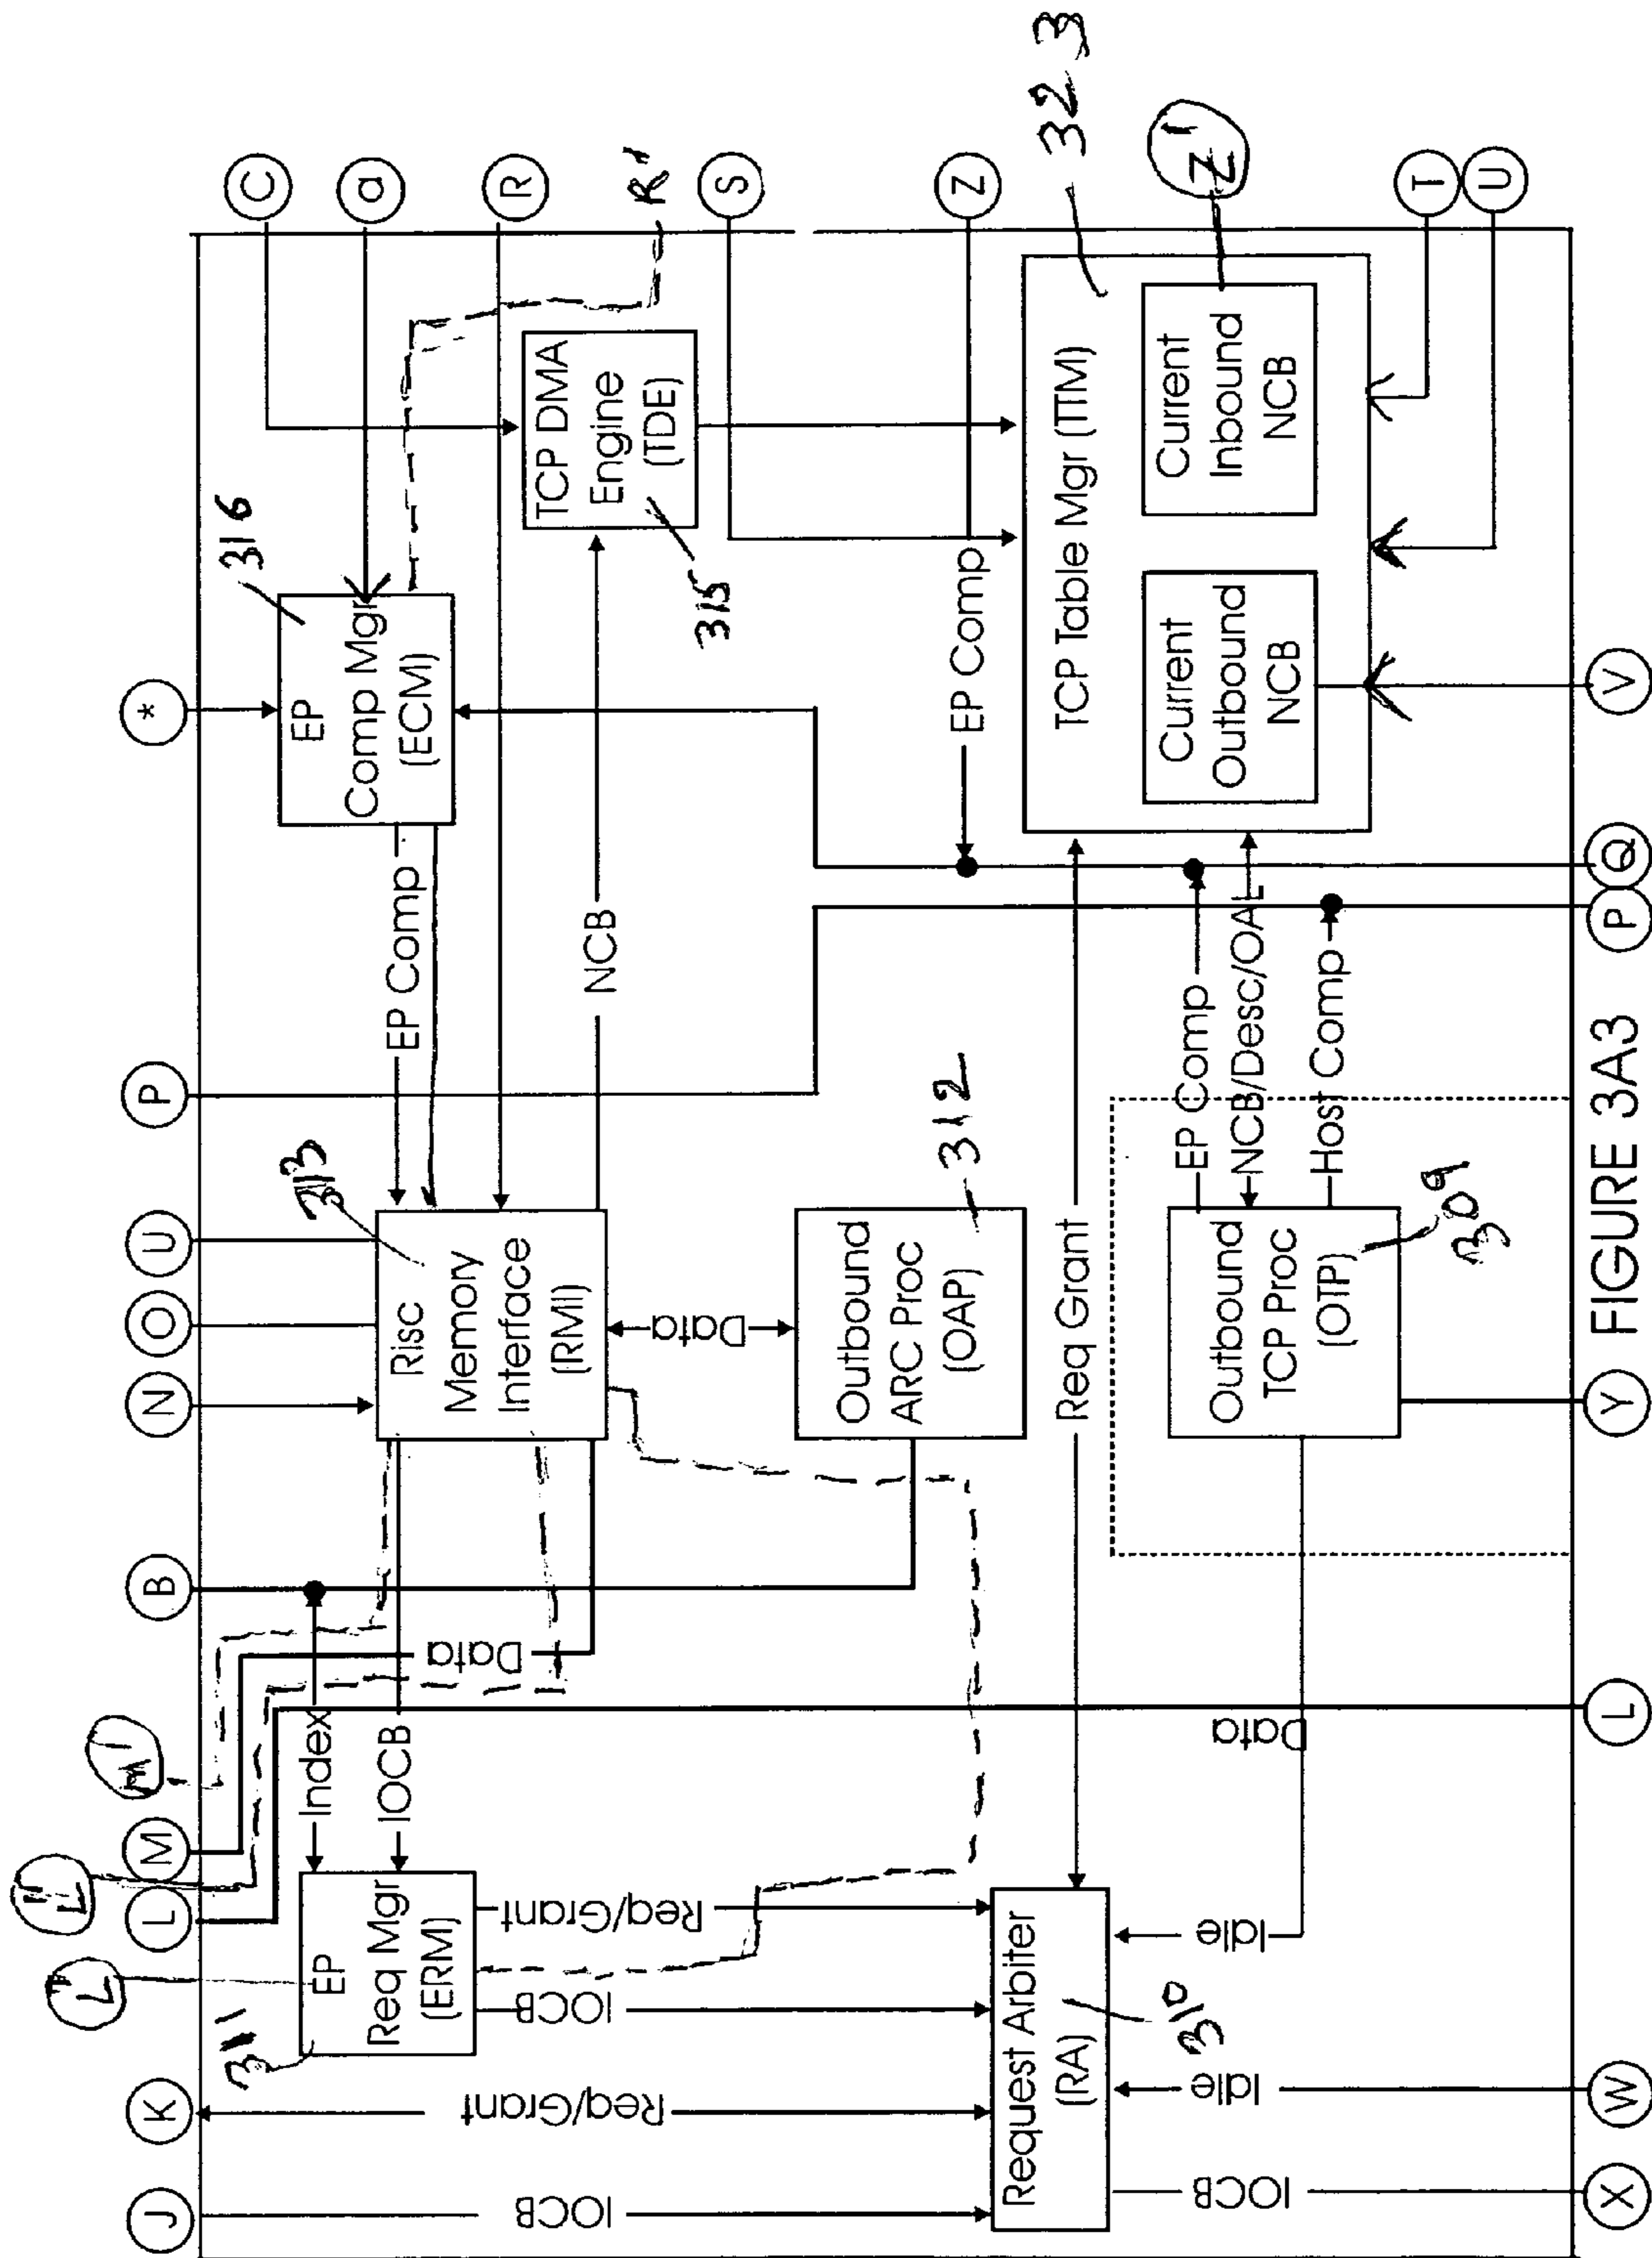 J
K
L
M
B
N
O
U
P
*
L'
L"
M'
311
EP
Req Mgr
(ERM)
Index
IOCB
Data
313
Risc
Memory
Interface
(RMI)
EP Comp
316
EP
Comp Mgr
(ECM)
C
a
R
R'
S
Z
NCB
TCP DMA
Engine
(TDE)
315
IOCB
Req/Grant
IOCB
Req/Grant
Data
Outbound
ARC Proc
(OAP)
312
EP Comp
Request Arbiter
(RA)
310
Req Grant
TCP Table Mgr (TTM)
323
Current
Outbound
NCB
Current
Inbound
NCB
Z'
IOCB
Idle
Idle
Data
Outbound
TCP Proc
(OTP)
309
EP Comp
NCB/Desc/OAL
Host Comp
T
U
X
W
L
Y
P
Q
V
FIGURE 3A3